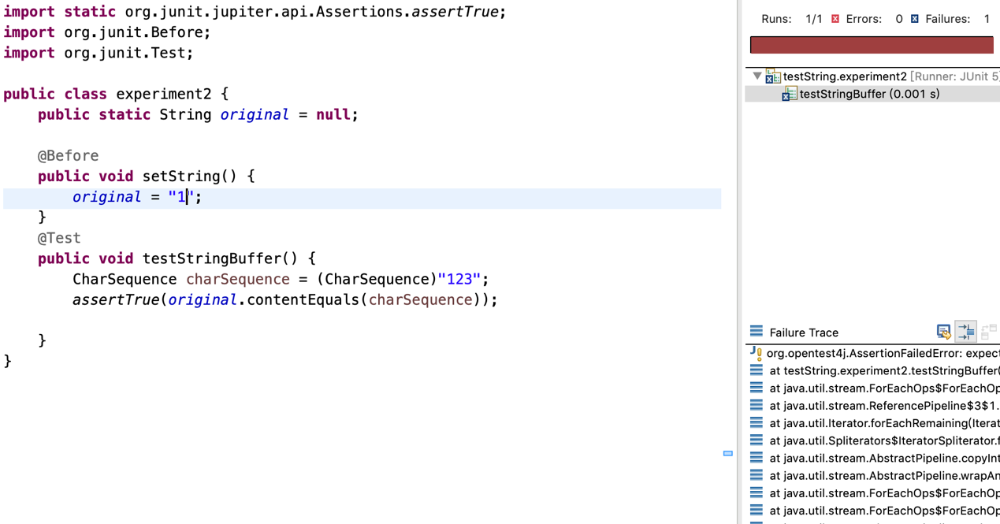 import static org.junit.jupiter.api.Assertions.assertTrue;
import org.junit.Before;
import org.junit.Test;
public class experiment2 {
public static String original = null;
@Before
public void setString() {
original = "1";
}
@Test
public void testStringBuffer() {
CharSequence charSequence = (CharSequence)"123";
assertTrue(original.contentEquals(charSequence));
}
}
Runs: 1/1 Errors: 0 Failures: 1
testString.experiment2 [Runner: JUnit 5]
testStringBuffer (0.001 s)
Failure Trace
org.opentest4j.AssertionFailedError: expect
at testString.experiment2.testStringBuffer(
at java.util.stream.ForEachOps$ForEachOp
at java.util.stream.ReferencePipeline$3$1.
at java.util.Iterator.forEachRemaining(Iterat
at java.util.Spliterators$IteratorSpliterator.f
at java.util.stream.AbstractPipeline.copyInt
at java.util.stream.AbstractPipeline.wrapAn
at java.util.stream.ForEachOps$ForEachOp
at java.util.stream.ForEachOps$ForEachOp